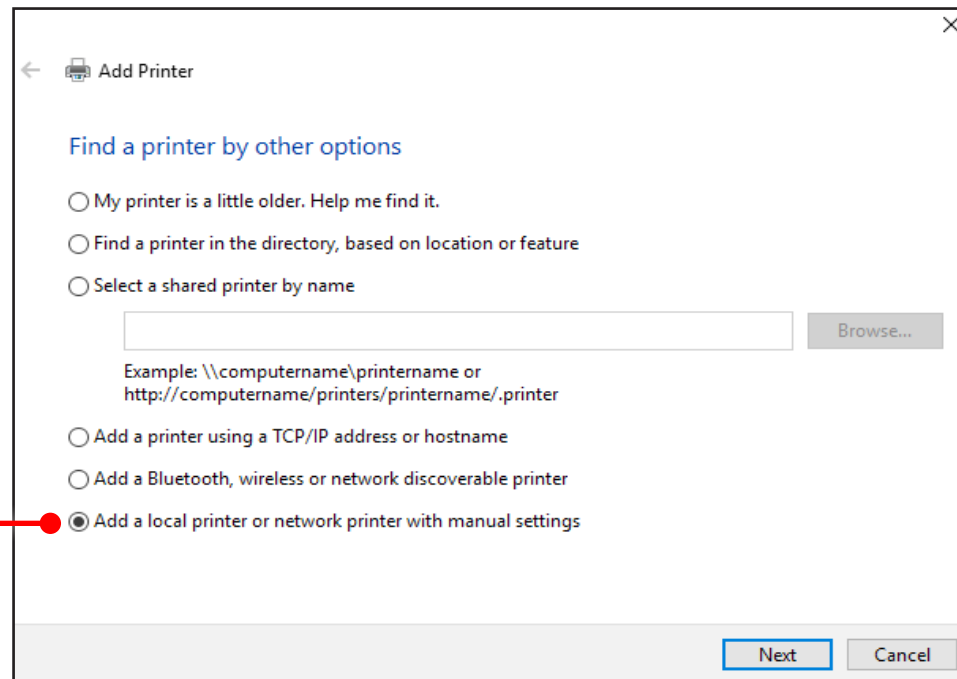 Add Printer
Find a printer by other options
My printer is a little older. Help me find it.
Find a printer in the directory, based on location or feature
Select a shared printer by name
Browse...
Example: \\computername\printername or
http://computername/printers/printername/.printer
Add a printer using a TCP/IP address or hostname
Add a Bluetooth, wireless or network discoverable printer
Add a local printer or network printer with manual settings
Next
Cancel